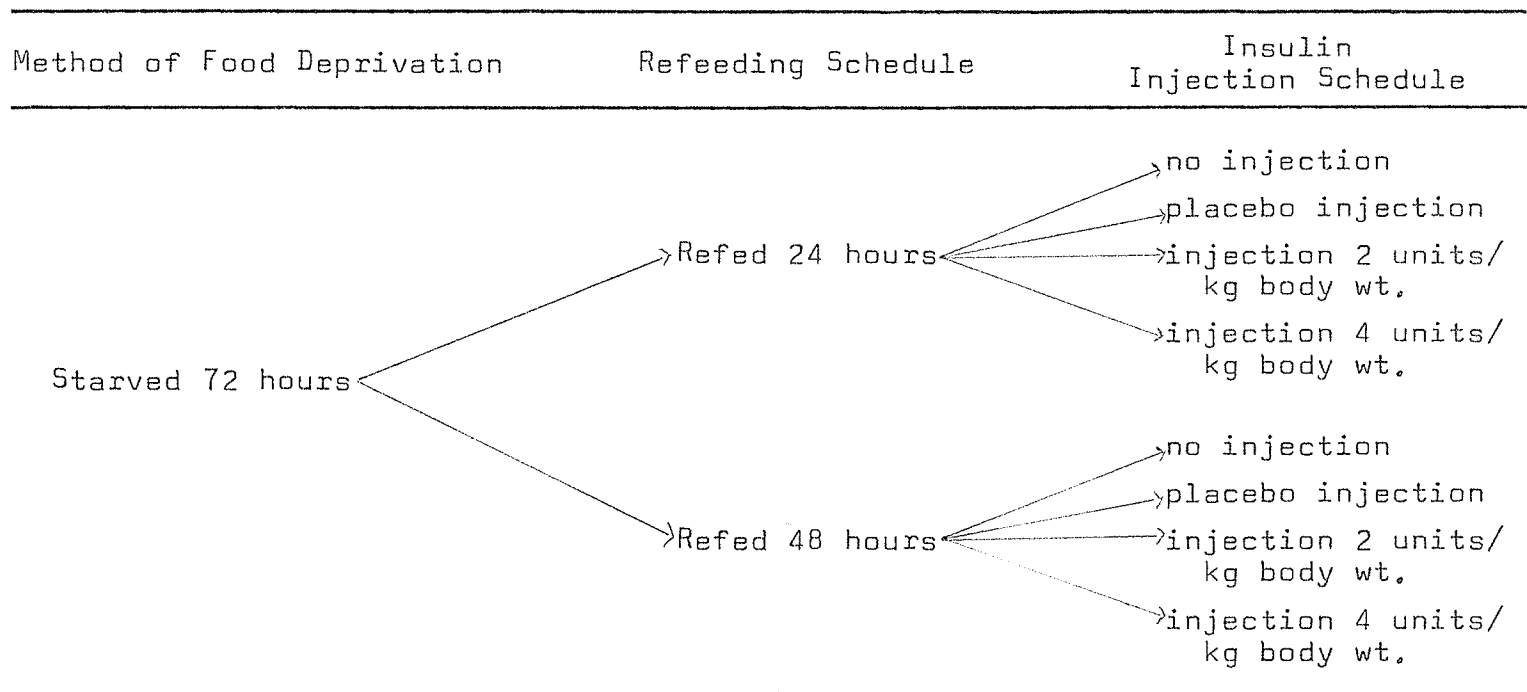 Method of Food Deprivation
Refeeding Schedule
Insulin
Injection Schedule
Starved 72 hours
Refed 24 hours
no injection
placebo injection
injection 2 units/
kg body wt.
injection 4 units/
kg body wt.
Refed 48 hours
no injection
placebo injection
injection 2 units/
kg body wt.
injection 4 units/
kg body wt.